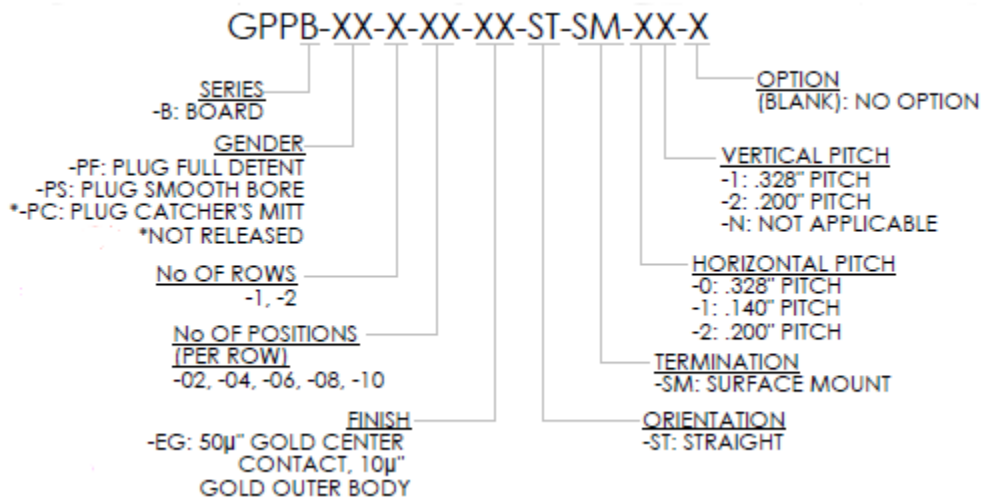 GPPB-XX-X-XX-XX-ST-SM-XX-X
SERIES
-B: BOARD
GENDER
-PF: PLUG FULL DETENT
-PS: PLUG SMOOTH BORE
*-PC: PLUG CATCHER'S MITT
*NOT RELEASED
No OF ROWS
-1, -2
No OF POSITIONS
(PER ROW)
-02, -04, -06, -08, -10
FINISH
-EG: 50µ" GOLD CENTER
CONTACT, 10µ"
GOLD OUTER BODY
OPTION
(BLANK): NO OPTION
VERTICAL PITCH
-1: .328" PITCH
-2: .200" PITCH
-N: NOT APPLICABLE
HORIZONTAL PITCH
-0: .328" PITCH
-1: .140" PITCH
-2: .200" PITCH
TERMINATION
-SM: SURFACE MOUNT
ORIENTATION
-ST: STRAIGHT